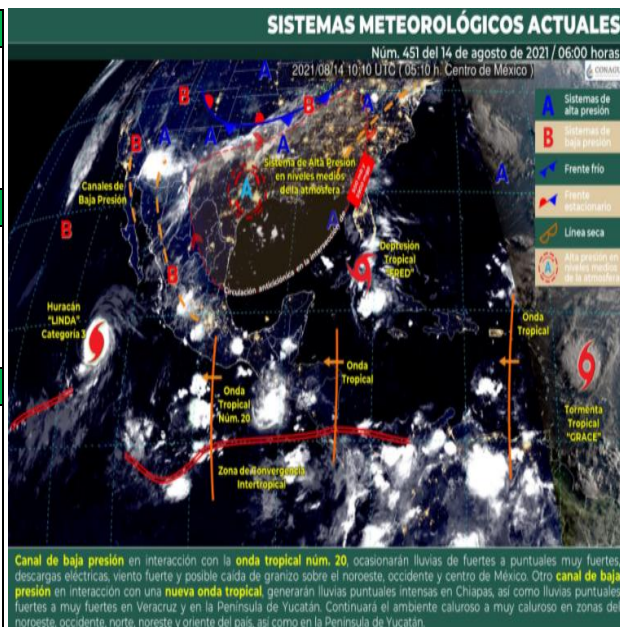 SISTEMAS METEOROLÓGICOS ACTUALES
Núm. 451 del 14 de agosto de 2021 / 06:00 horas
2021/08/14 10:10 UTC ( 05:10 h. Centro de México )
CONAGUA
A Sistemas de
alta presión
B Sistemas de
baja presión
Frente frío
Frente
estacionario
Línea seca
A Alta presión en
niveles medios
de la atmosfera
A
B
B
A
A
A
A
A
B
B
B
A
A
Canales de
Baja Presión
Sistema de Alta Presión
en niveles medios
de la atmosfera
Circulación anticiclónica en la
Depresión
Tropical
"FRED"
Huracán
"LINDA"
Categoría 3
Onda
Tropical
Núm. 20
Onda
Tropical
Onda
Tropical
Tormenta
Tropical
"GRACE"
Zona de Convergencia
Intertropical
Canal de baja presión en interacción con la onda tropical núm. 20, ocasionarán lluvias de fuertes a puntuales muy fuertes,
descargas eléctricas, viento fuerte y posible caída de granizo sobre el noroeste, occidente y centro de México. Otro canal de baja
presión en interacción con una nueva onda tropical, generarán lluvias puntuales intensas en Chiapas, así como lluvias puntuales
fuertes a muy fuertes en Veracruz y en la Península de Yucatán. Continuará el ambiente caluroso a muy caluroso en zonas del
noroeste, occidente, norte, noreste y oriente del país, así como en la Península de Yucatán.